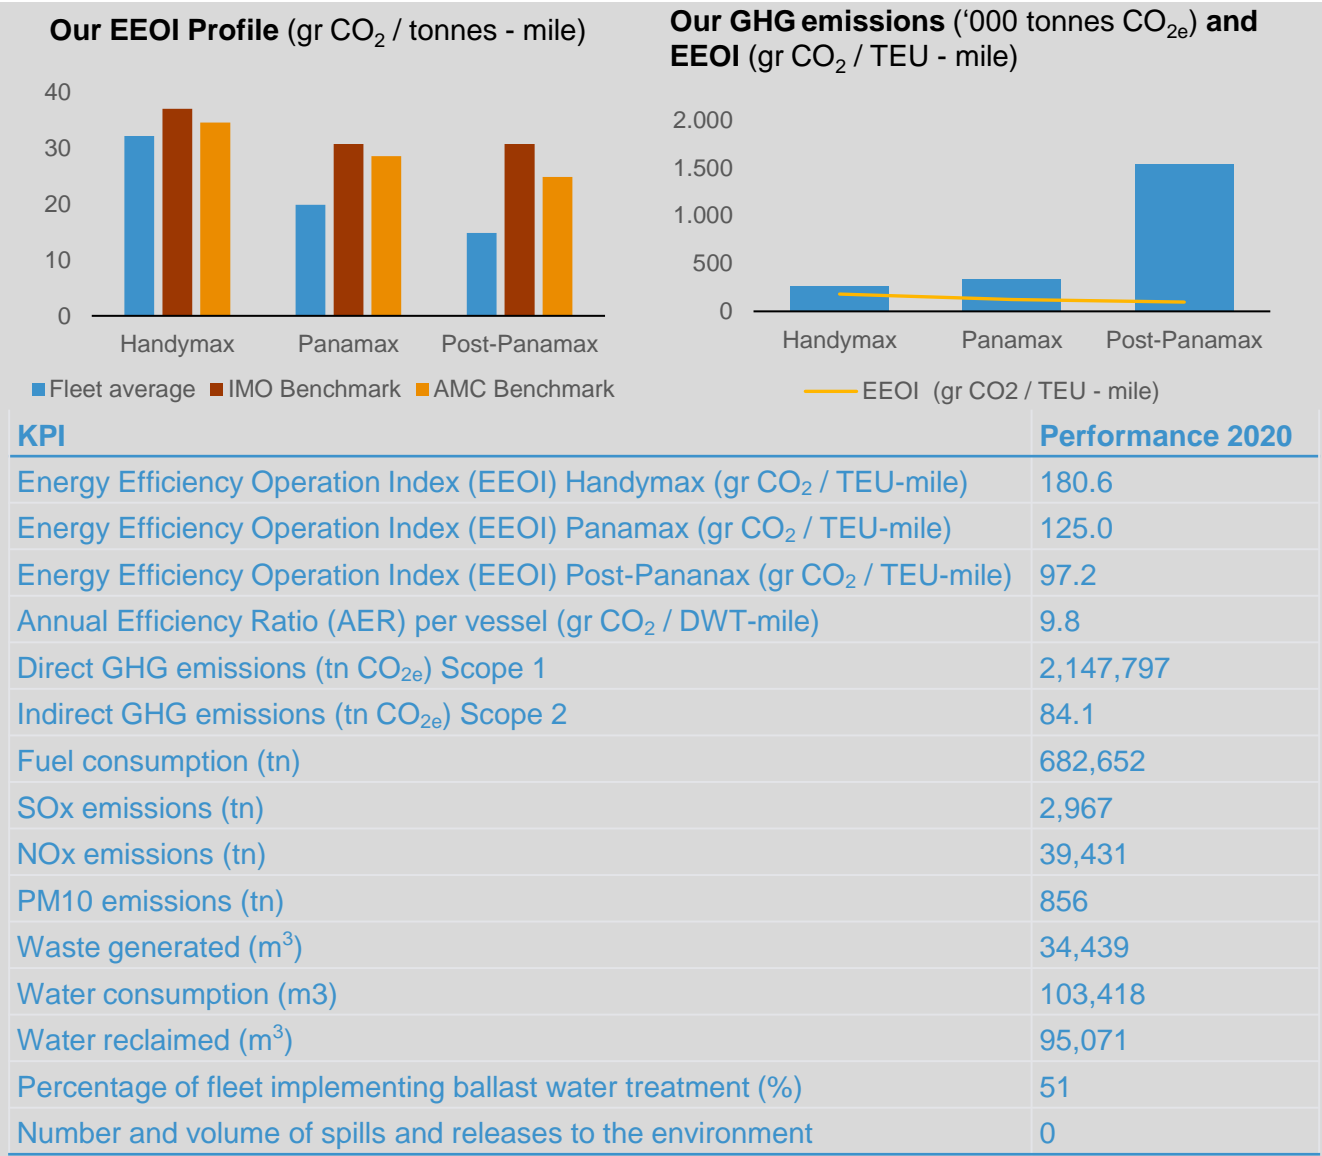 Our EEOI Profile (gr CO₂ / tonnes - mile)
40
30
20
10
0
Handymax Panamax Post-Panamax
Fleet average IMO Benchmark AMC Benchmark
Our GHG emissions (‘000 tonnes CO₂ₑ) and
EEOI (gr CO₂ / TEU - mile)
2.000
1.500
1.000
500
0
Handymax Panamax Post-Panamax
EEOI (gr CO2 / TEU - mile)
KPI Performance 2020
Energy Efficiency Operation Index (EEOI) Handymax (gr CO₂ / TEU-mile) 180.6
Energy Efficiency Operation Index (EEOI) Panamax (gr CO₂ / TEU-mile) 125.0
Energy Efficiency Operation Index (EEOI) Post-Pananax (gr CO₂ / TEU-mile) 97.2
Annual Efficiency Ratio (AER) per vessel (gr CO₂ / DWT-mile) 9.8
Direct GHG emissions (tn CO₂ₑ) Scope 1 2,147,797
Indirect GHG emissions (tn CO₂ₑ) Scope 2 84.1
Fuel consumption (tn) 682,652
SOx emissions (tn) 2,967
NOx emissions (tn) 39,431
PM10 emissions (tn) 856
Waste generated (m³) 34,439
Water consumption (m3) 103,418
Water reclaimed (m³) 95,071
Percentage of fleet implementing ballast water treatment (%) 51
Number and volume of spills and releases to the environment 0